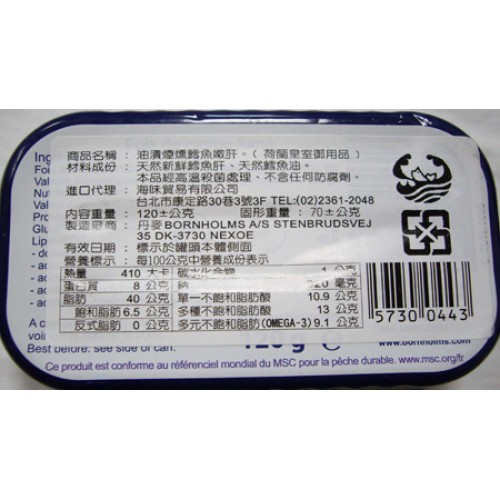 商品名稱： 油漬煙燻鱈魚嫩肝。（荷蘭皇室御用品）
材料成份： 天然新鮮鱈魚肝、天然鱈魚油。
本品經高溫殺菌處理、不含任何防腐劑。
進口代理： 海味貿易有限公司
台北市康定路30巷3號3F TEL:(02)2361-2048
內容重量： 120±公克 固形重量： 70±公克
製造廠商： 丹麥BORNHOLMS A/S STENBRUDSVEJ
35 DK-3730 NEXOE
有效日期： 標示於罐頭本體側面
營養標示： 每100公克中營養成份表示
熱量 410 大卡 碳水化合物 1 公克
蛋白質 8 公克 鈉 320 毫克
脂肪 40 公克 單一不飽和脂肪酸 10.9 公克
飽和脂肪 6.5 公克 多種不飽和脂肪酸 13 公克
反式脂肪 0 公克 多元不飽和脂肪(OMEGA-3) 9.1 公克
5730 0443
Best before: see side of can.
120 g e
www.bornholms.com
Ce produit est conforme au référenciel mondial du MSC pour la pêche durable. www.msc.org/fr